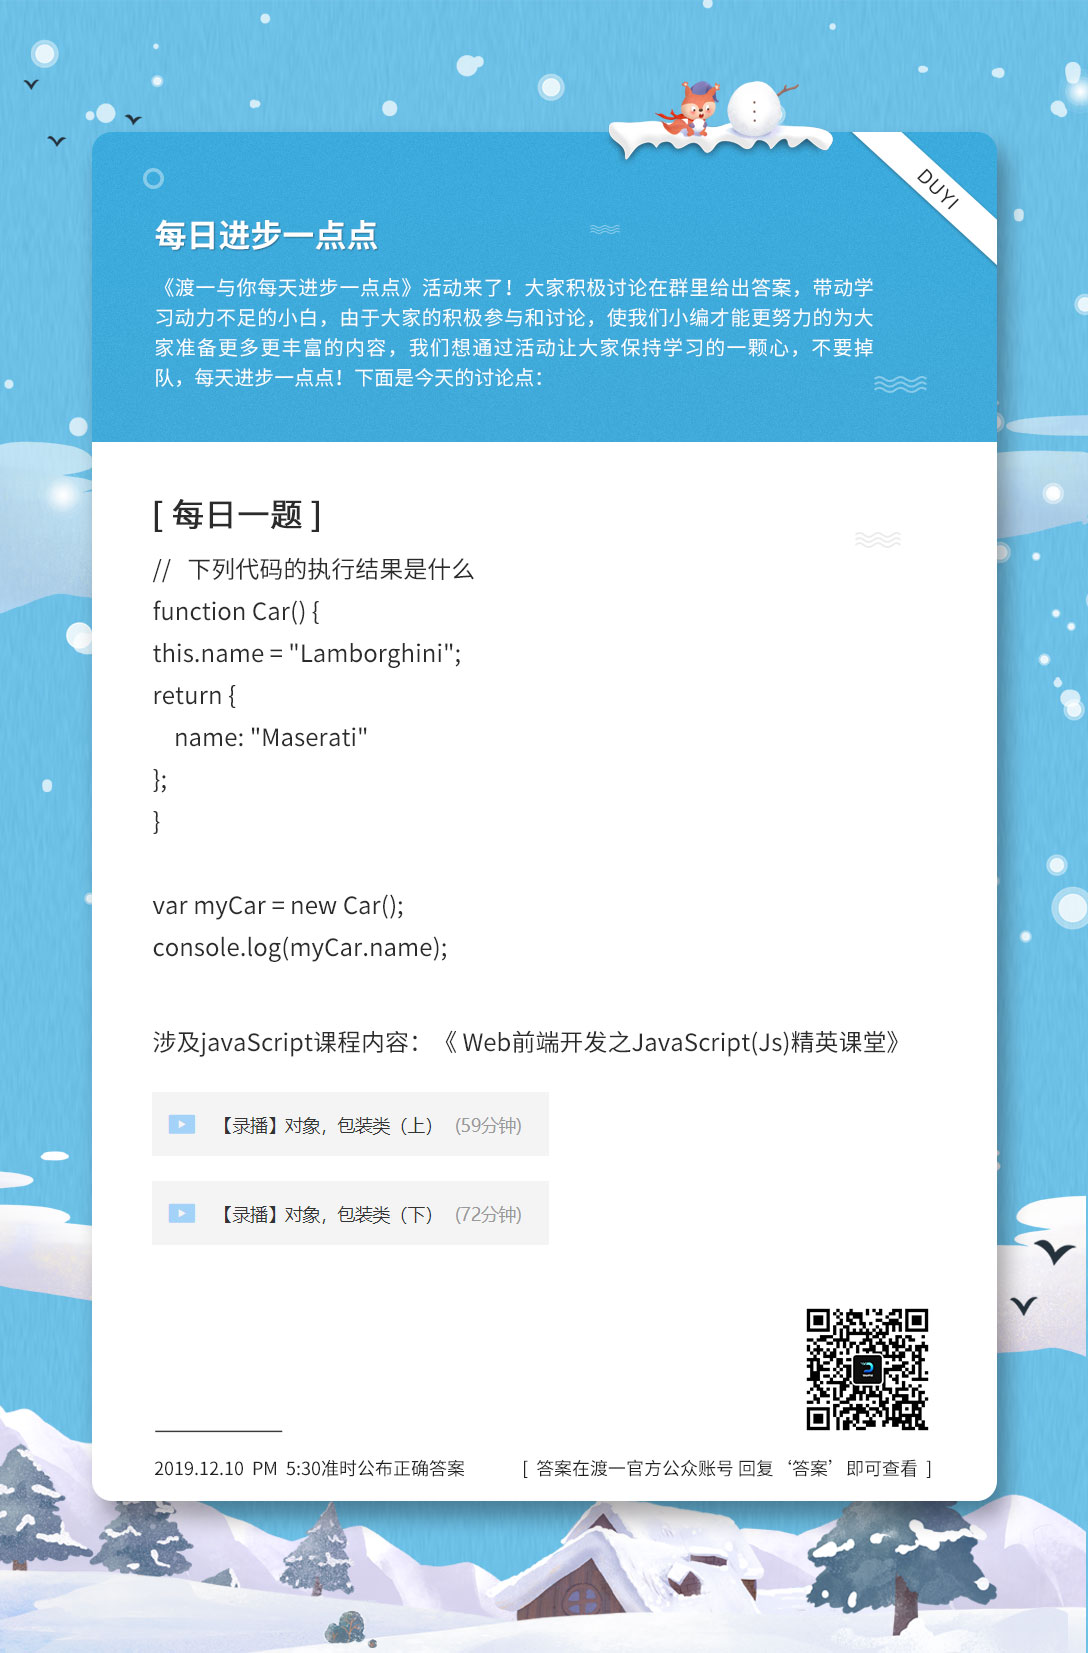 DUYI
每日进步一点点
《渡一与你每天进步一点点》活动来了！大家积极讨论在群里给出答案，带动学
习动力不足的小白，由于大家的积极参与和讨论，使我们小编才能更努力的为大
家准备更多更丰富的内容，我们想通过活动让大家保持学习的一颗心，不要掉
队，每天进步一点点！下面是今天的讨论点：
[ 每日一题 ]
// 下列代码的执行结果是什么
function Car() {
this.name = "Lamborghini";
return {
name: "Maserati"
};
}
var myCar = new Car();
console.log(myCar.name);
涉及javaScript课程内容：《 Web前端开发之JavaScript(Js)精英课堂》
【录播】对象，包装类（上） (59分钟)
【录播】对象，包装类（下） (72分钟)
2019.12.10 PM 5:30准时公布正确答案
[ 答案在渡一官方公众账号 回复‘答案’即可查看 ]